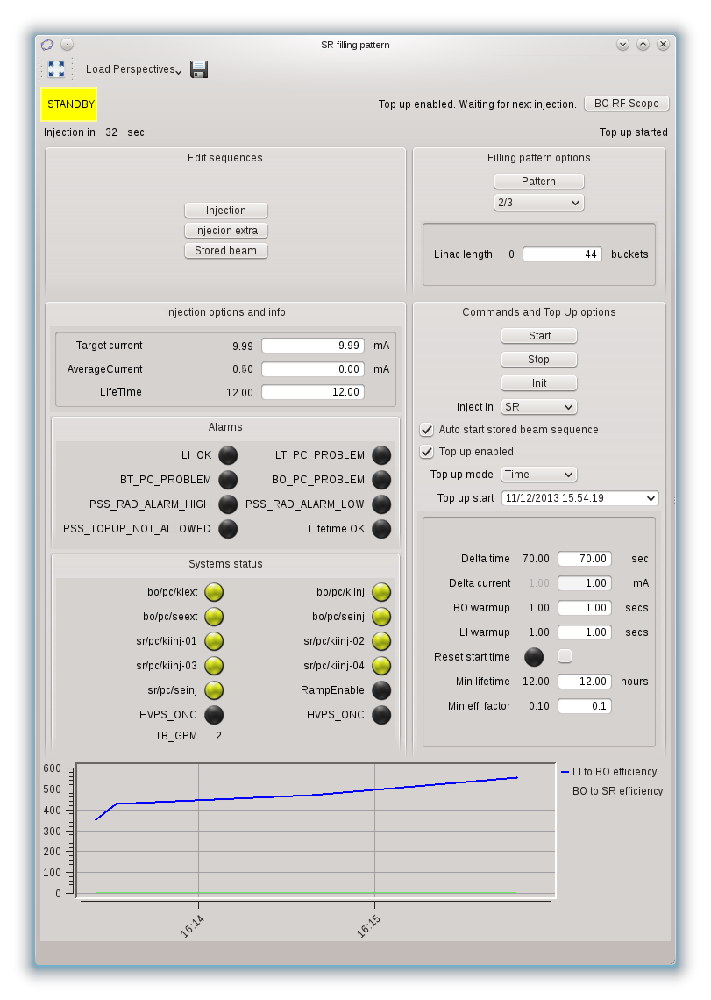 SR filling pattern
Load Perspectives
STANDBY
Top up enabled. Waiting for next injection.
BO RF Scope
Injection in 32 sec
Top up started
Edit sequences
Injection
Injecion extra
Stored beam
Filling pattern options
Pattern
2/3
Linac length 0 44 buckets
Injection options and info
Target current 9.99 9.99 mA
AverageCurrent 0.00 mA
LifeTime 12.00 12.00
Alarms
LI_OK LT_PC_PROBLEM
BT_PC_PROBLEM BO_PC_PROBLEM
PSS_RAD_ALARM_HIGH PSS_RAD_ALARM_LOW
PSS_TOPUP_NOT_ALLOWED Lifetime OK
Systems status
bo/pc/kiext bo/pc/kiinj
bo/pc/seext bo/pc/seinj
sr/pc/kiinj-01 sr/pc/kiinj-02
sr/pc/kiinj-03 sr/pc/kiinj-04
sr/pc/seinj RampEnable
HVPS_ONC HVPS_ONC
TB_GPM 2
Commands and Top Up options
Start
Stop
Init
Inject in SR
Auto start stored beam sequence
Top up enabled
Top up mode Time
Top up start 11/12/2013 15:54:19
Delta time 70.00 70.00 sec
Delta current 1.00 1.00 mA
BO warmup 1.00 1.00 secs
LI warmup 1.00 1.00 secs
Reset start time
Min lifetime 12.00 12.00 hours
Min eff. factor 0.10 0.1
600
500
400
300
200
100
0
16:14
16:15
LI to BO efficiency
BO to SR efficiency